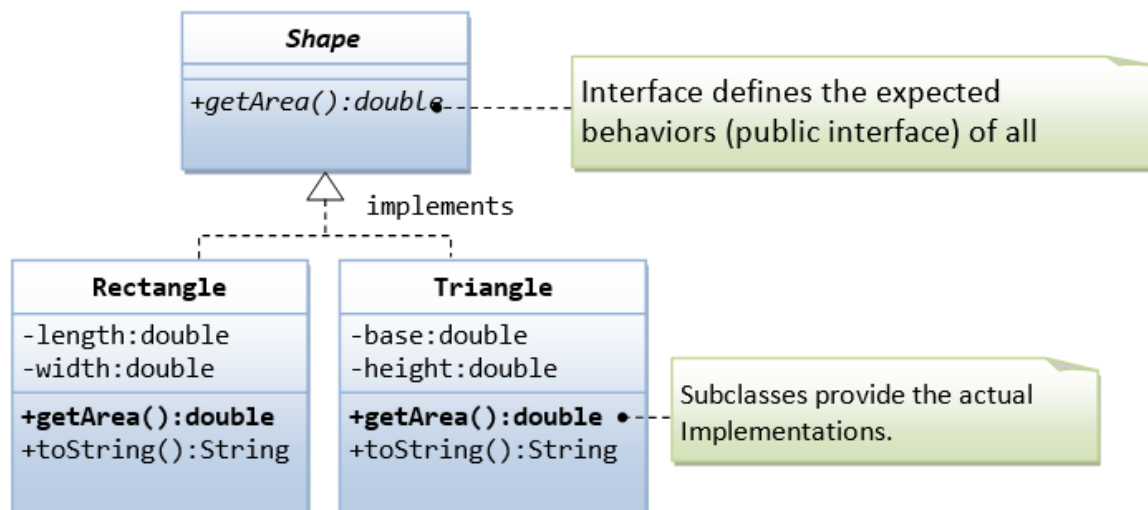 Shape
+getArea():double
Interface defines the expected
behaviors (public interface) of all
implements
Rectangle
-length:double
-width:double
+getArea():double
+toString():String
Triangle
-base:double
-height:double
+getArea():double
+toString():String
Subclasses provide the actual
Implementations.